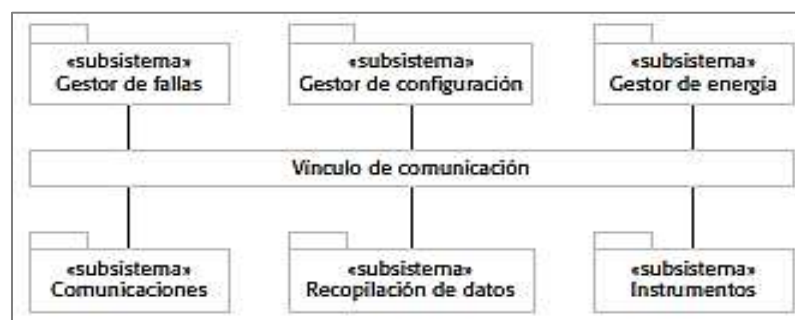 «subsistema»
Gestor de fallas
«subsistema»
Gestor de configuración
«subsistema»
Gestor de energía
Vínculo de comunicación
«subsistema»
Comunicaciones
«subsistema»
Recopilación de datos
«subsistema»
Instrumentos